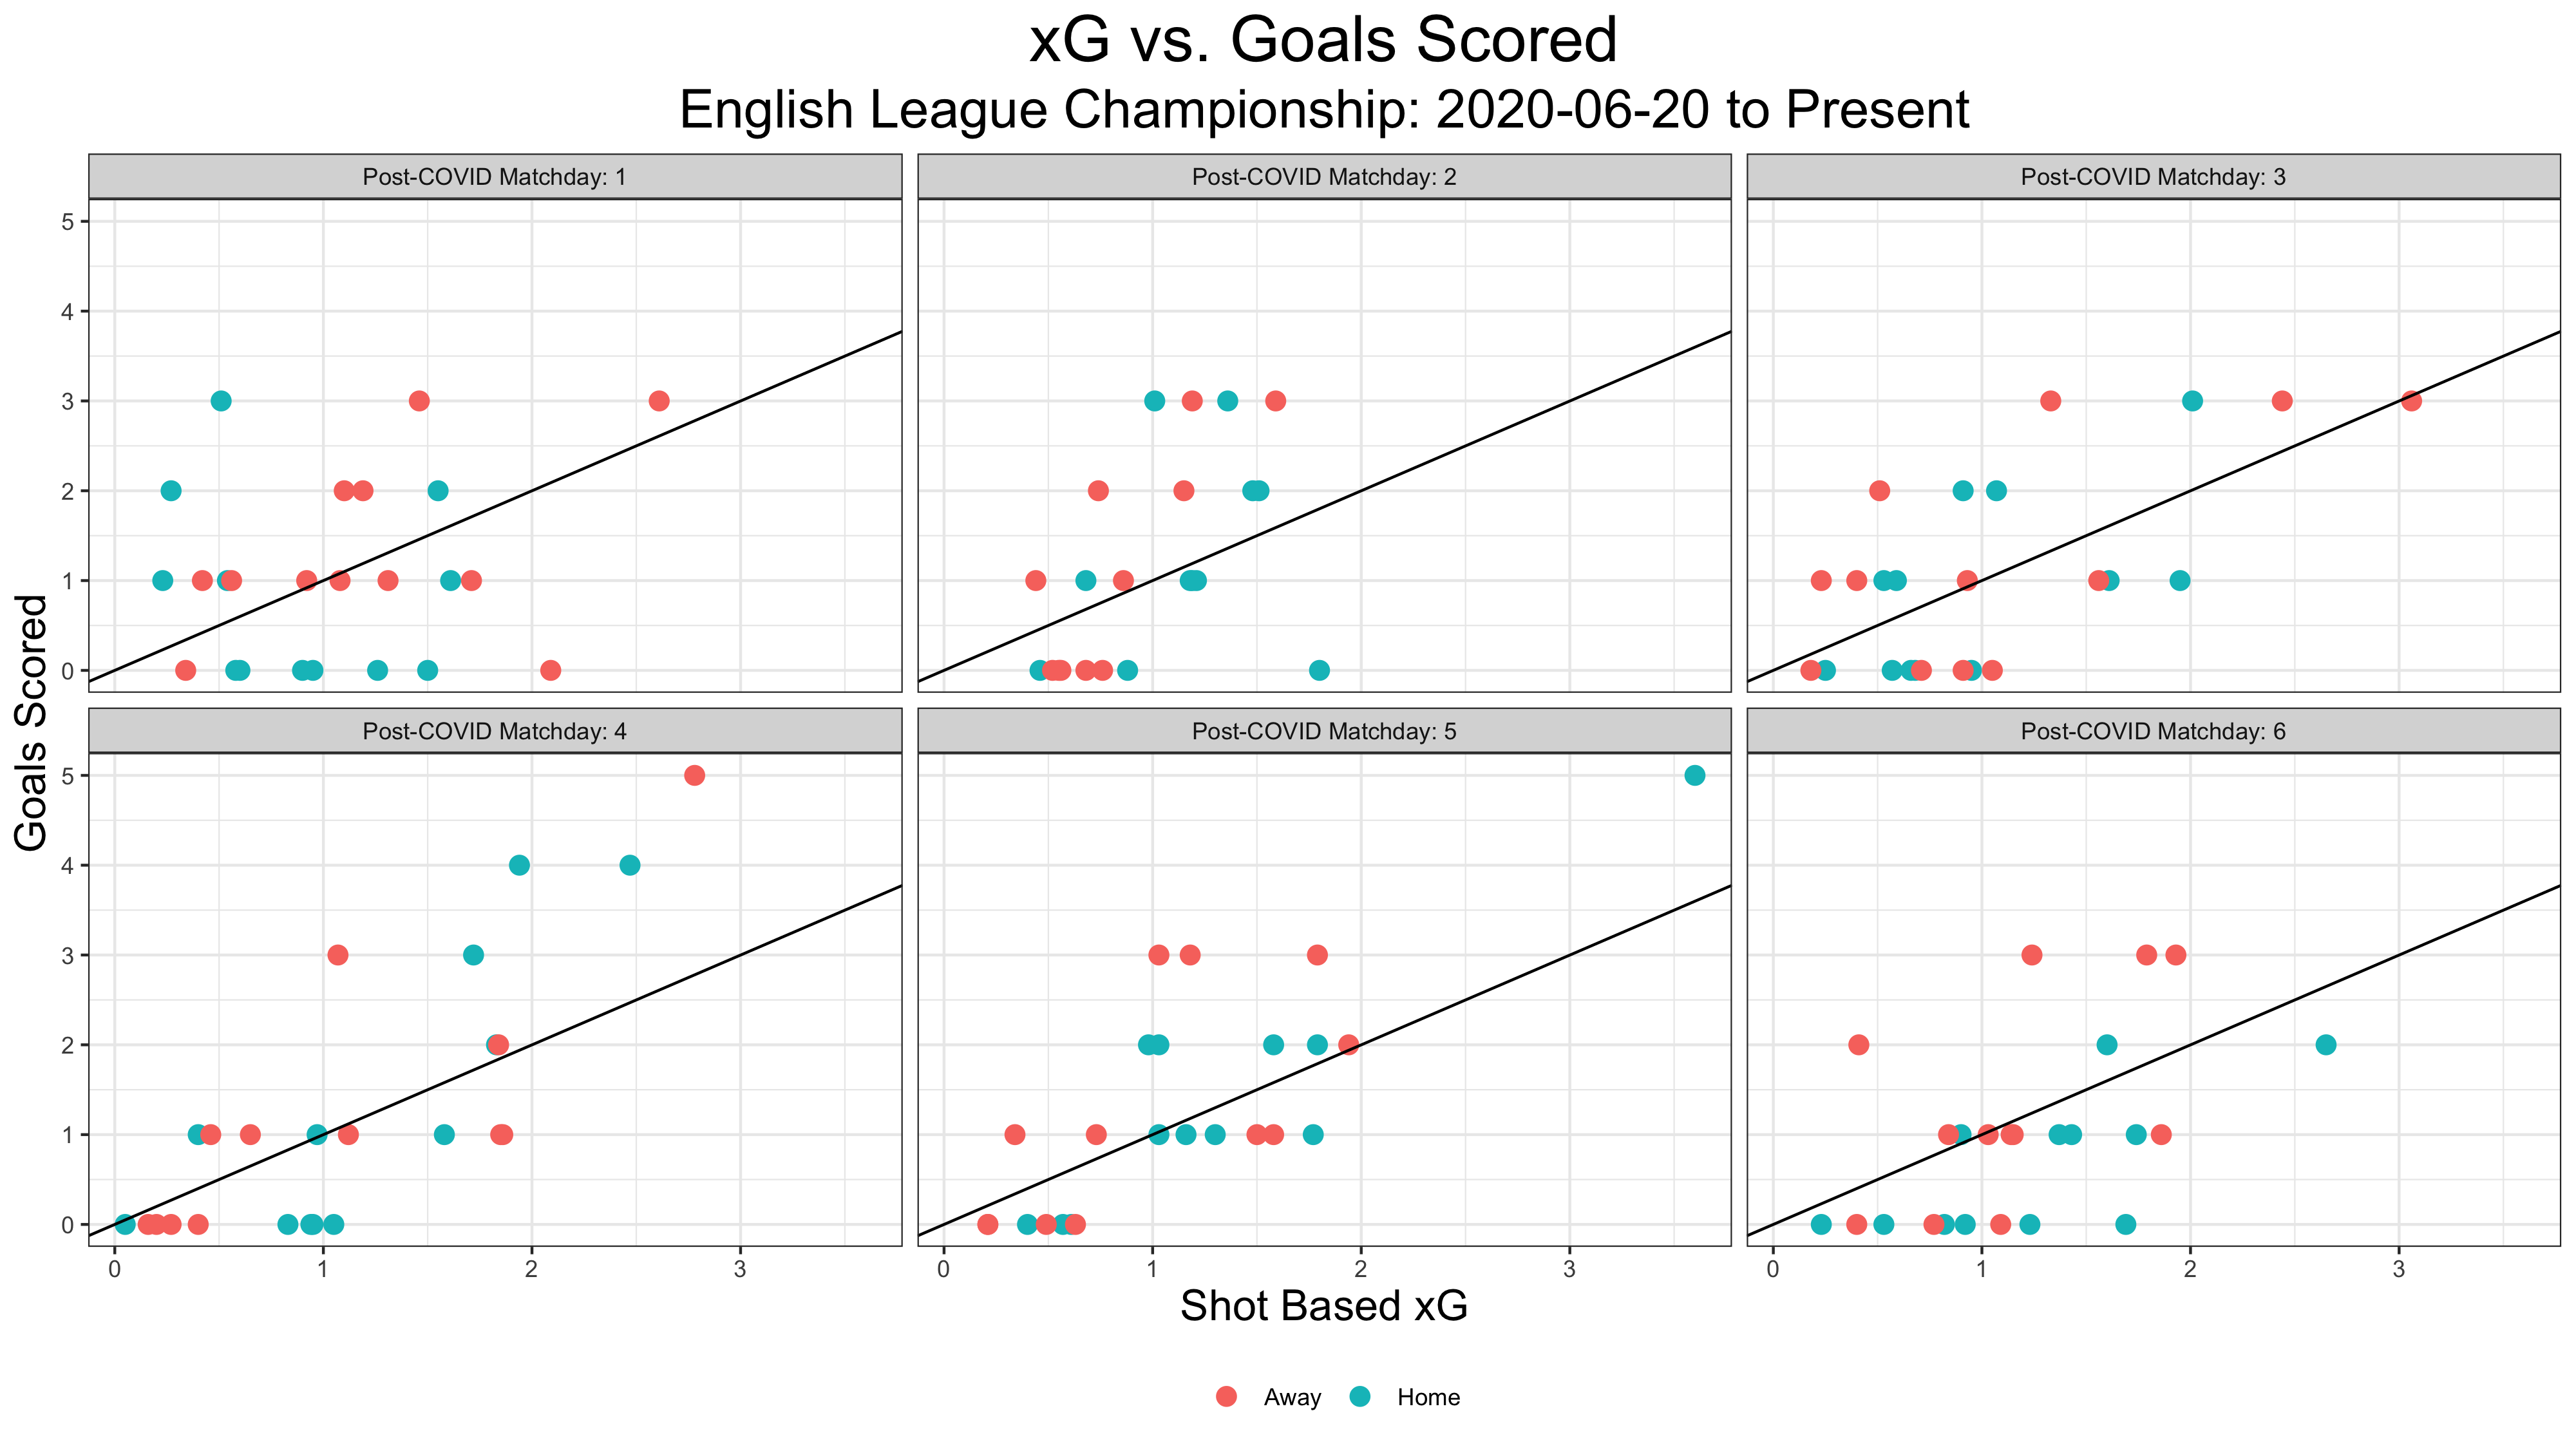 xG vs. Goals Scored
English League Championship: 2020-06-20 to Present
Post-COVID Matchday: 1
Post-COVID Matchday: 2
Post-COVID Matchday: 3
5
4
3
2
1
0
Goals Scored
Post-COVID Matchday: 4
Post-COVID Matchday: 5
Post-COVID Matchday: 6
5
4
3
2
1
0
0 1 2 3
0 1 2 3
0 1 2 3
Shot Based xG
Away Home